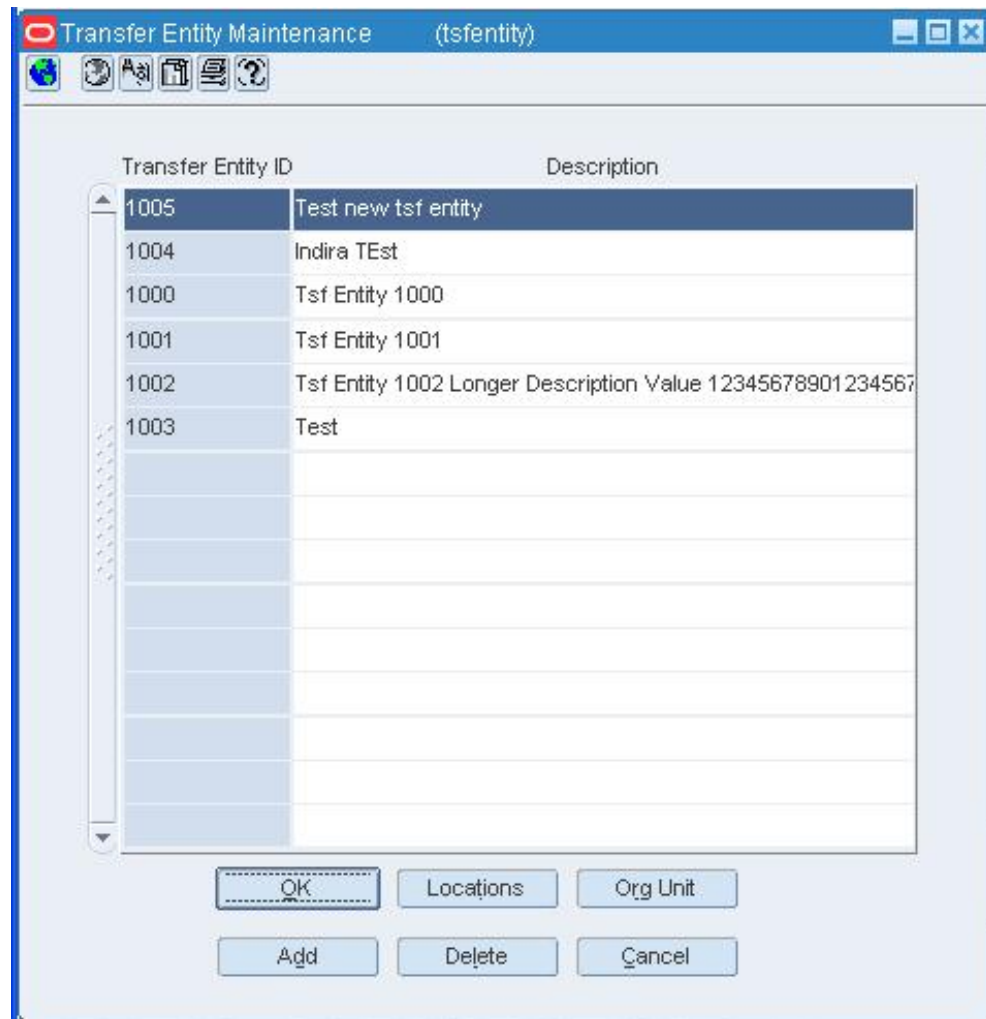 Transfer Entity Maintenance (tsfentity)
Transfer Entity ID Description
1005 Test new tsf entity
1004 Indira TEst
1000 Tsf Entity 1000
1001 Tsf Entity 1001
1002 Tsf Entity 1002 Longer Description Value 12345678901234567
1003 Test
OK Locations Org Unit
Add Delete Cancel